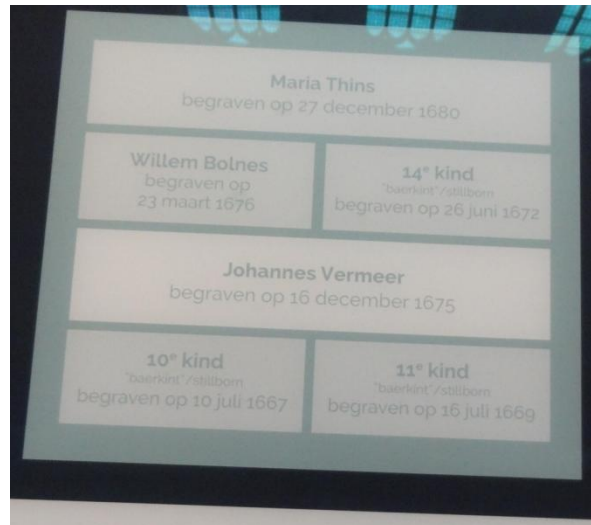 Maria Thins
begraven op 27 december 1680
Willem Bolnes
begraven op
23 maart 1676
14e kind
"baerkint"/stillborn
begraven op 26 juni 1672
Johannes Vermeer
begraven op 16 december 1675
10e kind
"baerkint"/stillborn
begraven op 10 juli 1667
11e kind
"baerkint"/stillborn
begraven op 16 juli 1669